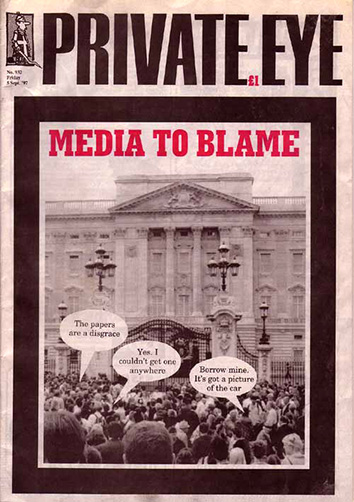 PRIVATE EYE
No. 932
Friday
5 Sept. '97
£1
MEDIA TO BLAME
The papers
are a disgrace
Yes. I
couldn't get one
anywhere
Borrow mine.
It's got a picture
of the car